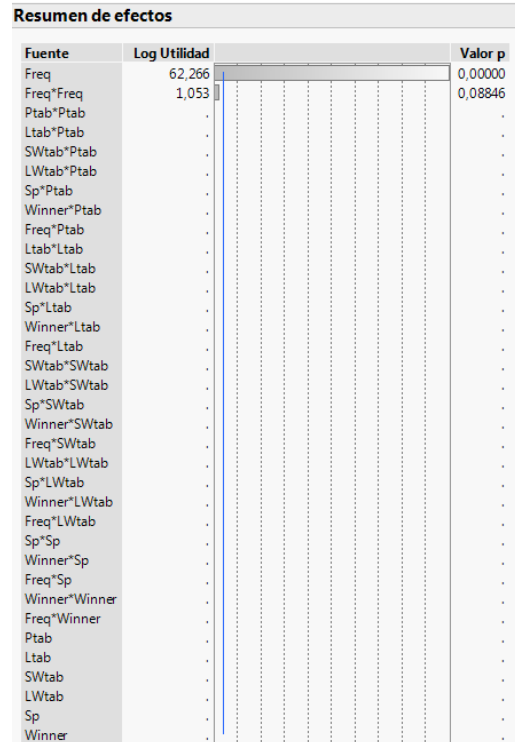 Resumen de efectos
Fuente Log Utilidad Valor p
Freq 62,266 0,00000
Freq*Freq 1,053 0,08846
Ptab*Ptab . .
Ltab*Ptab . .
SWtab*Ptab . .
LWtab*Ptab . .
Sp*Ptab . .
Winner*Ptab . .
Freq*Ptab . .
Ltab*Ltab . .
SWtab*Ltab . .
LWtab*Ltab . .
Sp*Ltab . .
Winner*Ltab . .
Freq*Ltab . .
SWtab*SWtab . .
LWtab*SWtab . .
Sp*SWtab . .
Winner*SWtab . .
Freq*SWtab . .
LWtab*LWtab . .
Sp*LWtab . .
Winner*LWtab . .
Freq*LWtab . .
Sp*Sp . .
Winner*Sp . .
Freq*Sp . .
Winner*Winner . .
Freq*Winner . .
Ptab . .
Ltab . .
SWtab . .
LWtab . .
Sp . .
Winner . .